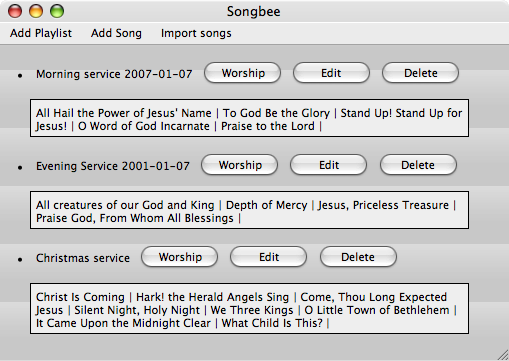 Songbee
Add Playlist Add Song Import songs
• Morning service 2007-01-07 Worship Edit Delete
All Hail the Power of Jesus' Name | To God Be the Glory | Stand Up! Stand Up for
Jesus! | O Word of God Incarnate | Praise to the Lord |
• Evening Service 2001-01-07 Worship Edit Delete
All creatures of our God and King | Depth of Mercy | Jesus, Priceless Treasure |
Praise God, From Whom All Blessings |
• Christmas service Worship Edit Delete
Christ Is Coming | Hark! the Herald Angels Sing | Come, Thou Long Expected
Jesus | Silent Night, Holy Night | We Three Kings | O Little Town of Bethlehem |
It Came Upon the Midnight Clear | What Child Is This? |